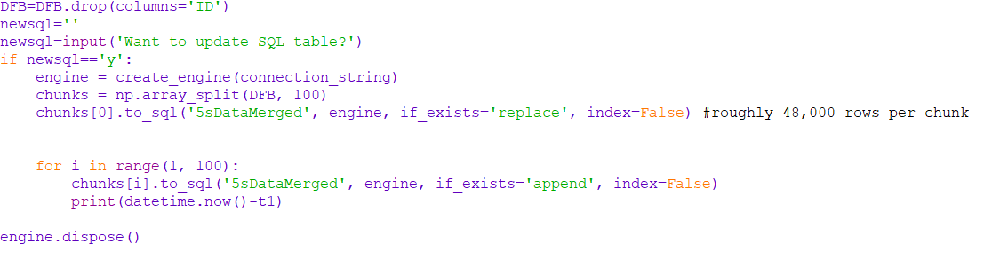 DFB=DFB.drop(columns='ID')
newsql=''
newsql=input('Want to update SQL table?')
if newsql=='y':
    engine = create_engine(connection_string)
    chunks = np.array_split(DFB, 100)
    chunks[0].to_sql('5sDataMerged', engine, if_exists='replace', index=False) #roughly 48,000 rows per chunk
    for i in range(1, 100):
        chunks[i].to_sql('5sDataMerged', engine, if_exists='append', index=False)
        print(datetime.now()-t1)
engine.dispose()